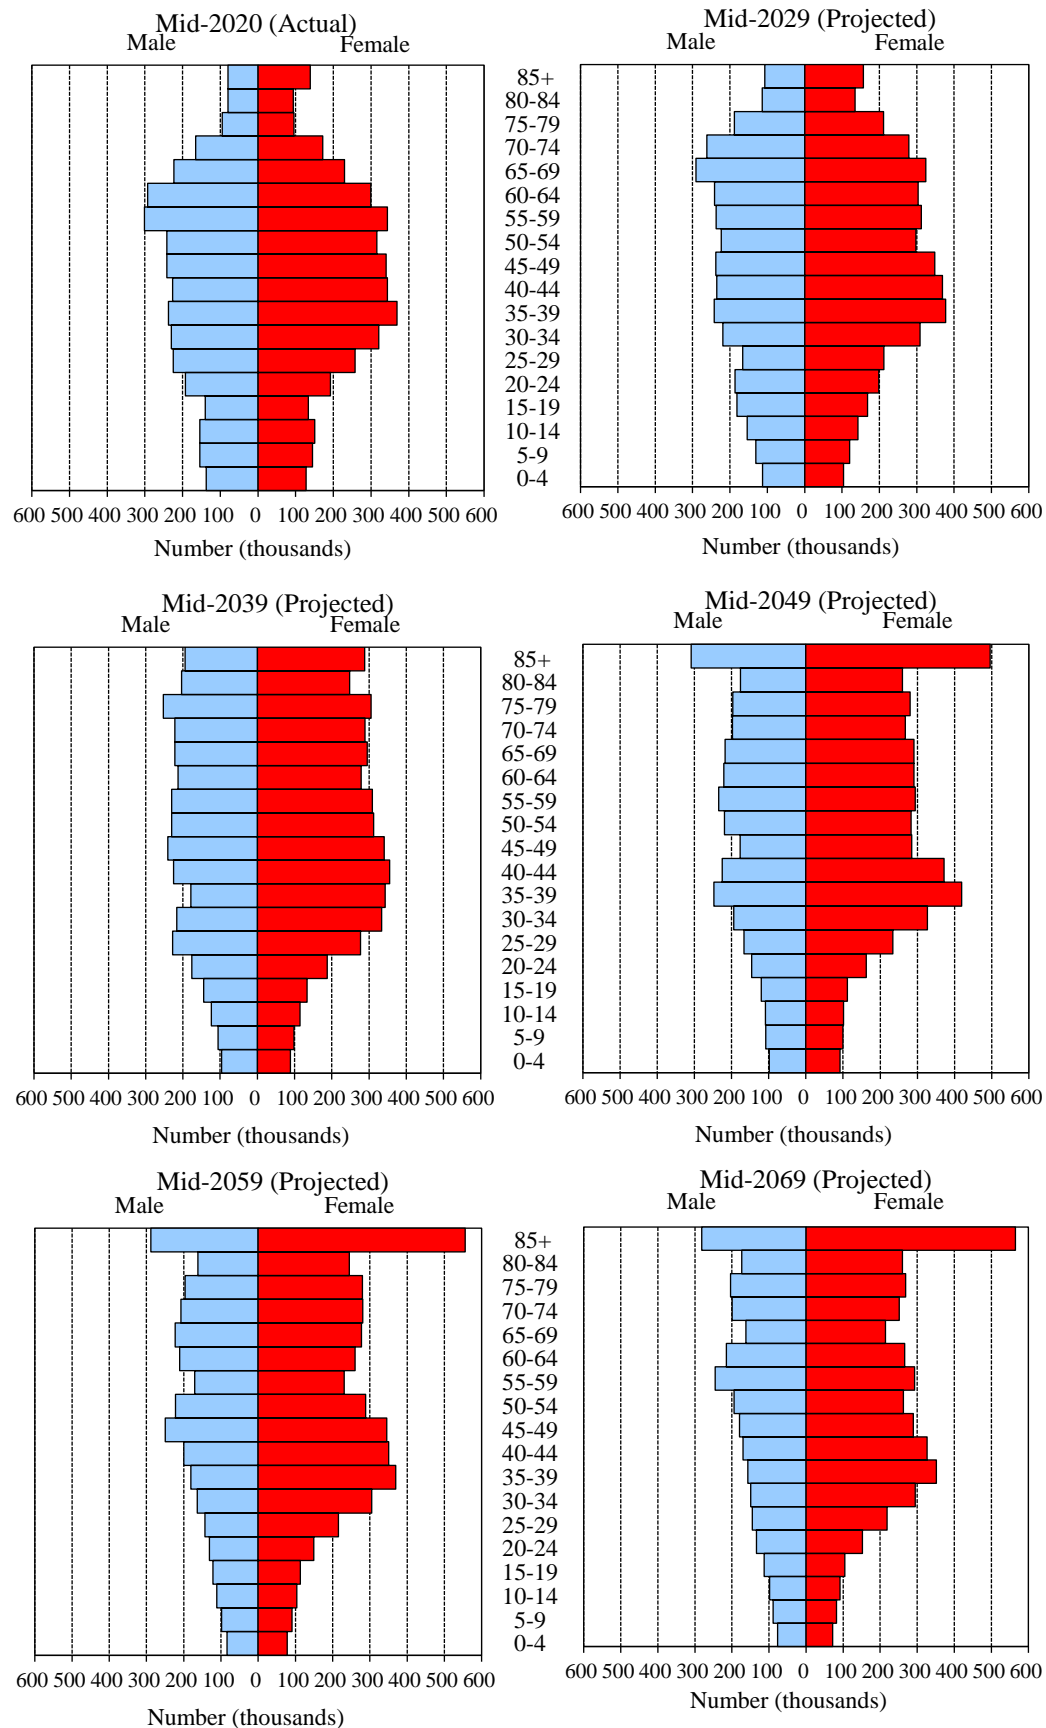 Mid-2020 (Actual)
Male Female
Mid-2029 (Projected)
Male Female
85+
80-84
75-79
70-74
65-69
60-64
55-59
50-54
45-49
40-44
35-39
30-34
25-29
20-24
15-19
10-14
5-9
0-4
600 500 400 300 200 100 0 100 200 300 400 500 600
Number (thousands)
600 500 400 300 200 100 0 100 200 300 400 500 600
Number (thousands)
Mid-2039 (Projected)
Male Female
Mid-2049 (Projected)
Male Female
85+
80-84
75-79
70-74
65-69
60-64
55-59
50-54
45-49
40-44
35-39
30-34
25-29
20-24
15-19
10-14
5-9
0-4
600 500 400 300 200 100 0 100 200 300 400 500 600
Number (thousands)
600 500 400 300 200 100 0 100 200 300 400 500 600
Number (thousands)
Mid-2059 (Projected)
Male Female
Mid-2069 (Projected)
Male Female
85+
80-84
75-79
70-74
65-69
60-64
55-59
50-54
45-49
40-44
35-39
30-34
25-29
20-24
15-19
10-14
5-9
0-4
600 500 400 300 200 100 0 100 200 300 400 500 600
Number (thousands)
600 500 400 300 200 100 0 100 200 300 400 500 600
Number (thousands)